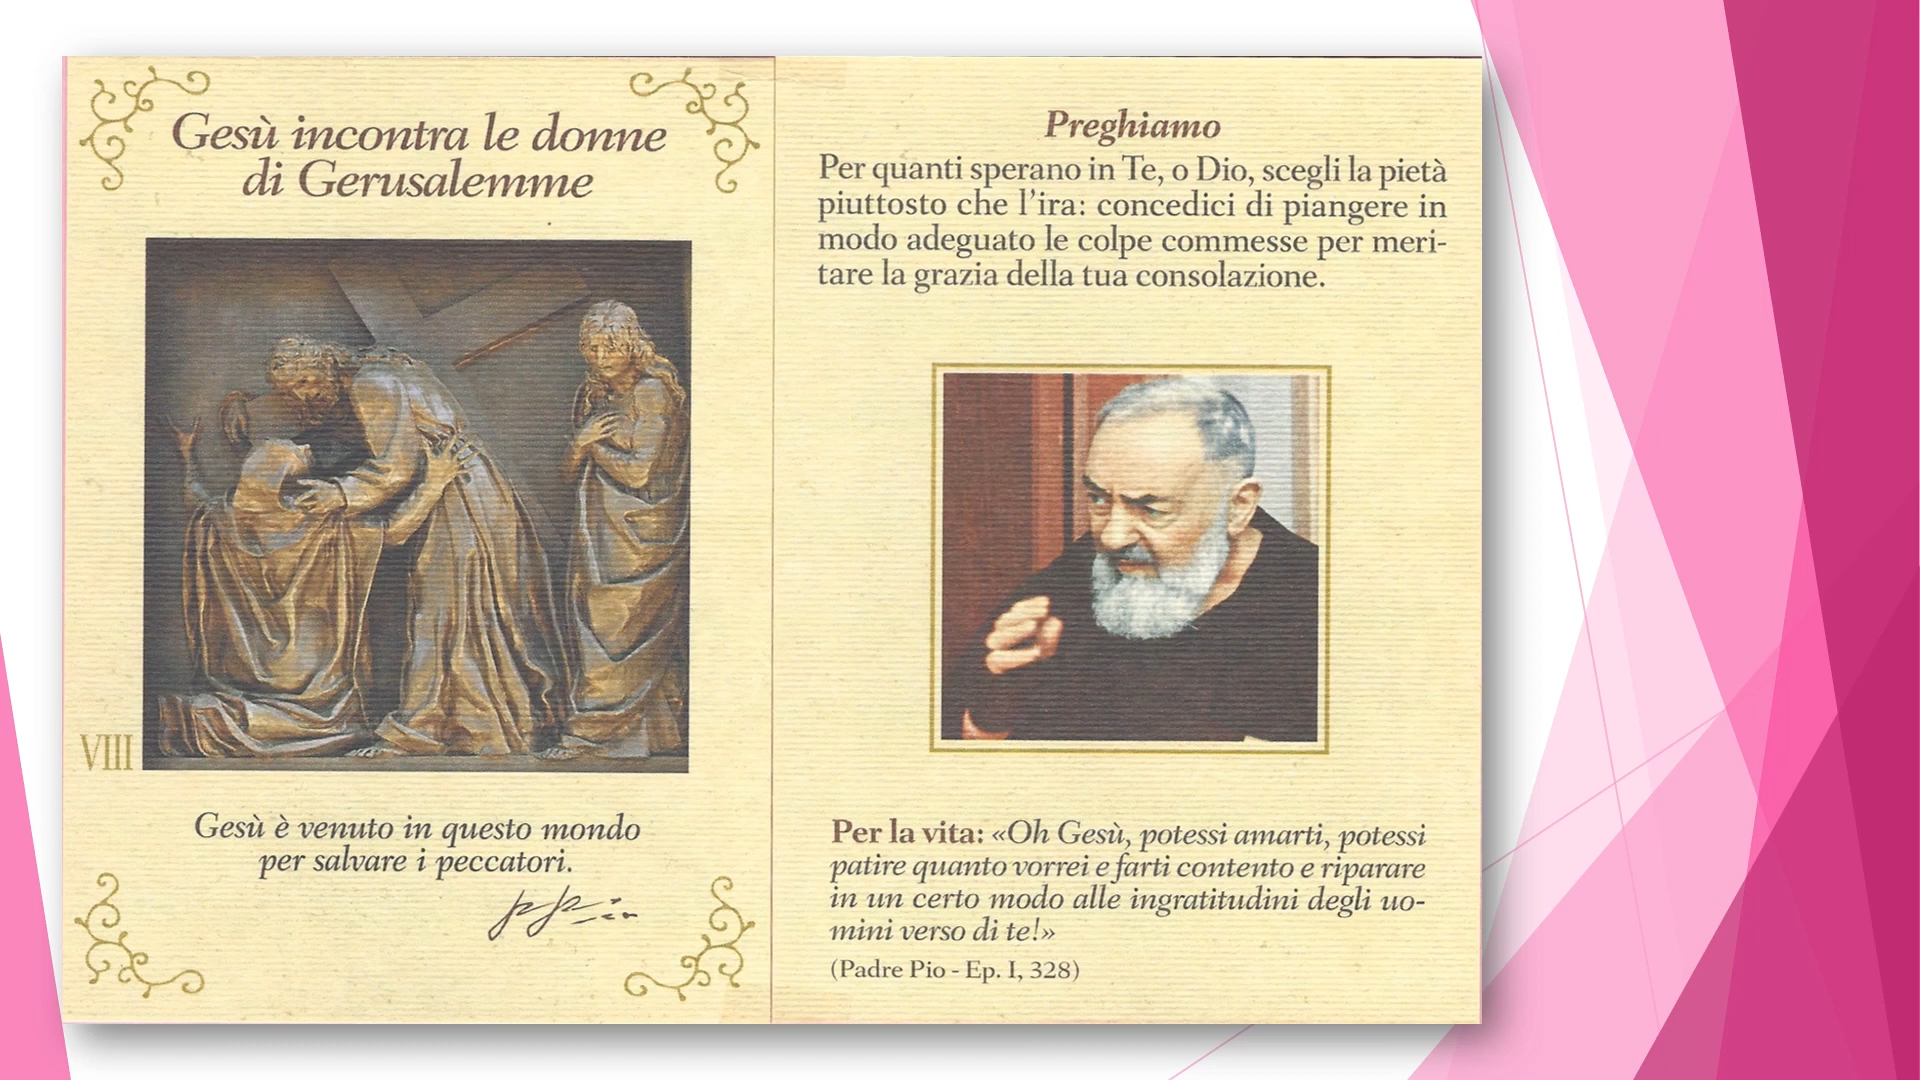 Gesù incontra le donne
di Gerusalemme
VIII
Gesù è venuto in questo mondo
per salvare i peccatori.
Preghiamo
Per quanti sperano in Te, o Dio, scegli la pietà
piuttosto che l'ira: concedici di piangere in
modo adeguato le colpe commesse per meri-
tare la grazia della tua consolazione.
Per la vita: «Oh Gesù, potessi amarti, potessi
patire quanto vorrei e farti contento e riparare
in un certo modo alle ingratitudini degli uo-
mini verso di te!»
(Padre Pio - Ep. I, 328)